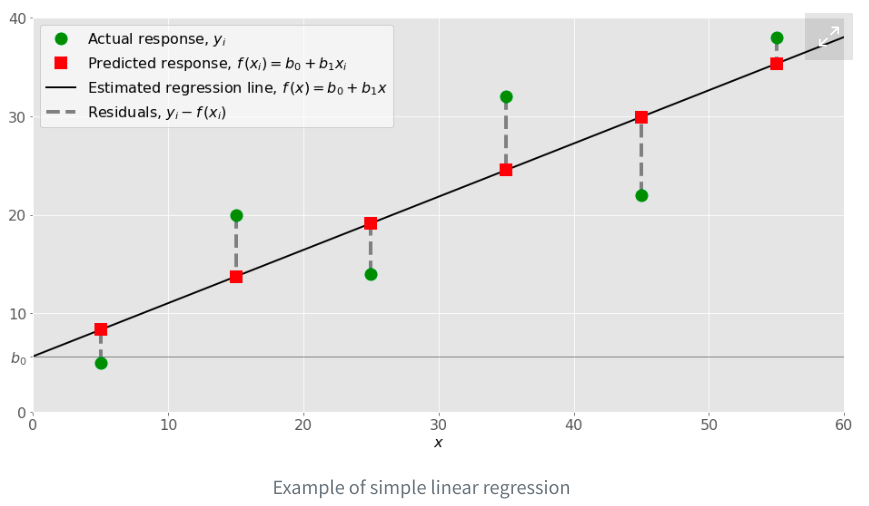 40
Actual response, yᵢ
Predicted response, f(xᵢ) = b₀ + b₁xᵢ
Estimated regression line, f(x) = b₀ + b₁x
Residuals, yᵢ − f(xᵢ)
30
20
10
b₀
0
0 10 20 30 40 50 60
x
Example of simple linear regression